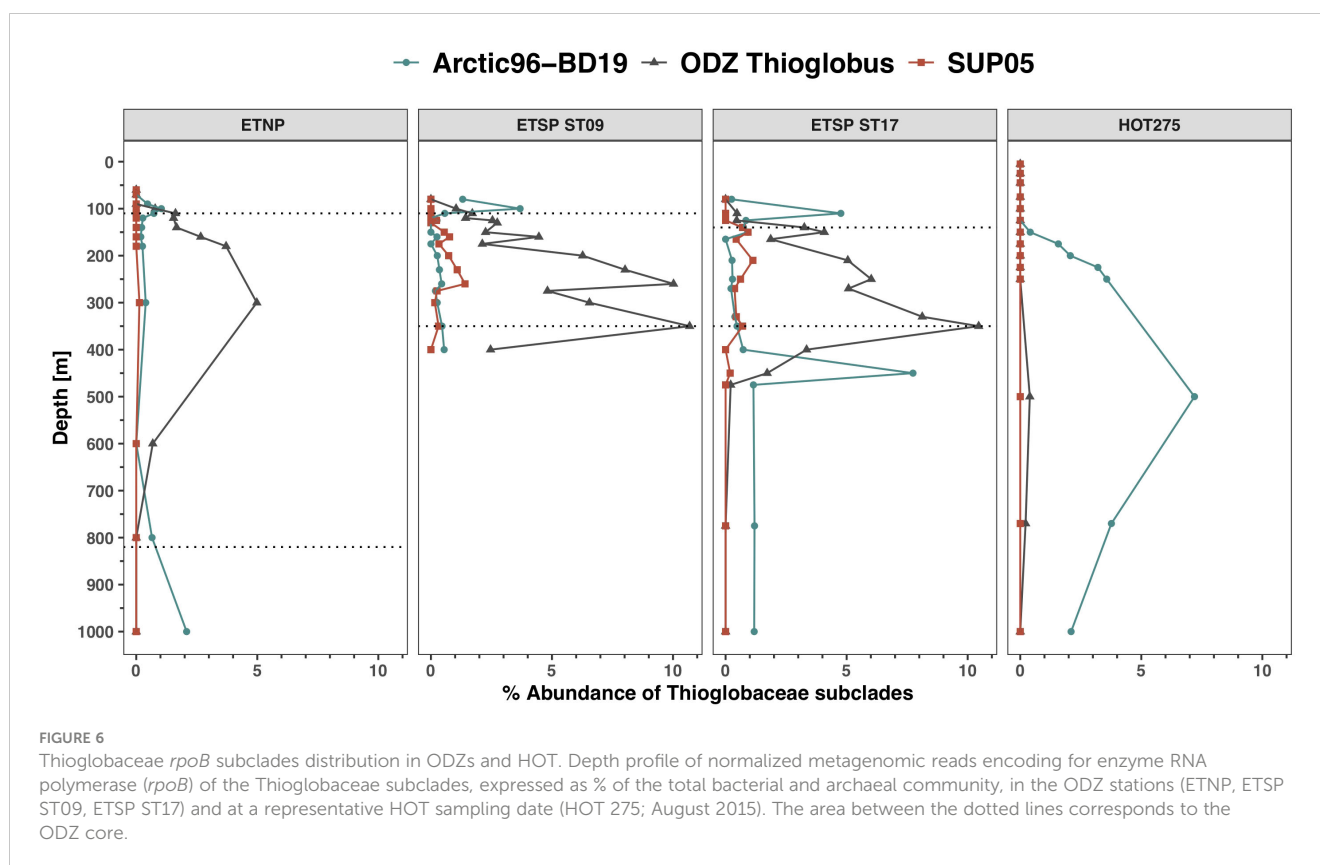 Arctic96–BD19 ODZ Thioglobus SUP05
ETNP ETSP ST09 ETSP ST17 HOT275
Depth [m]
0
100
200
300
400
500
600
700
800
900
1000
0 5 10 0 5 10 0 5 10 0 5 10
% Abundance of Thioglobaceae subclades
FIGURE 6
Thioglobaceae rpoB subclades distribution in ODZs and HOT. Depth profile of normalized metagenomic reads encoding for enzyme RNA
polymerase (rpoB) of the Thioglobaceae subclades, expressed as % of the total bacterial and archaeal community, in the ODZ stations (ETNP, ETSP
ST09, ETSP ST17) and at a representative HOT sampling date (HOT 275; August 2015). The area between the dotted lines corresponds to the
ODZ core.